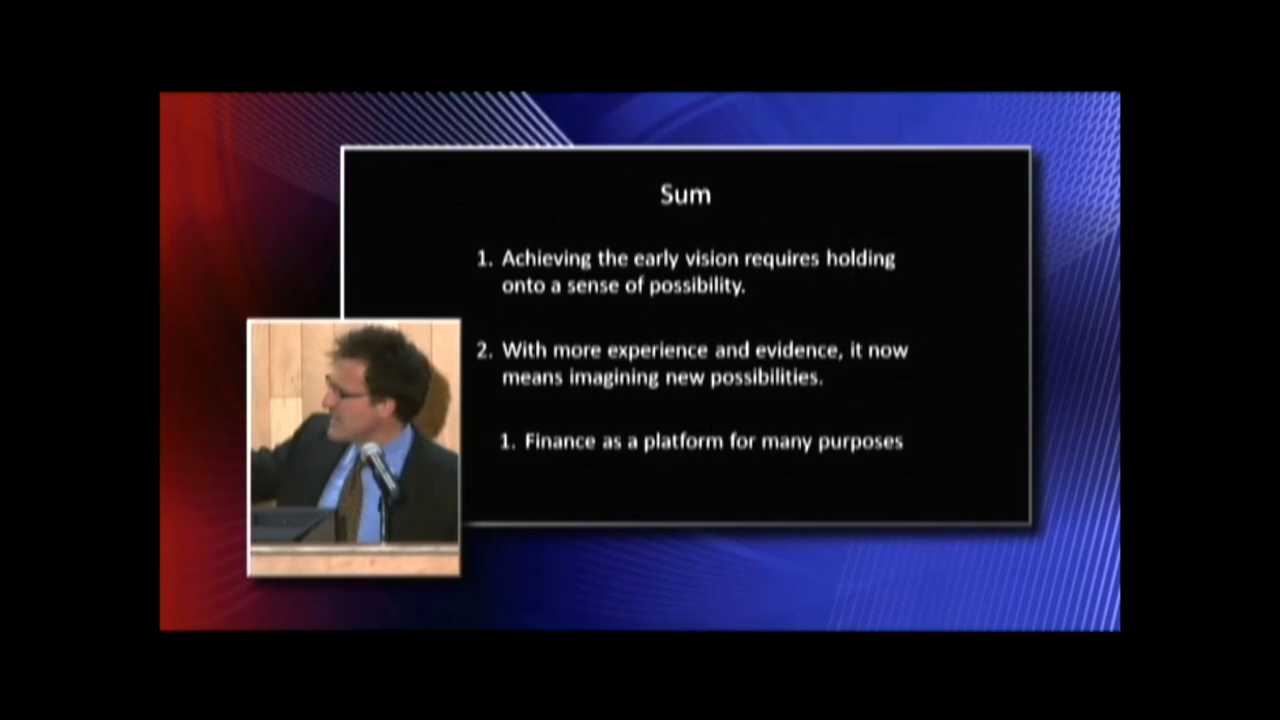 Sum
1. Achieving the early vision requires holding
onto a sense of possibility.
2. With more experience and evidence, it now
means imagining new possibilities.
1. Finance as a platform for many purposes